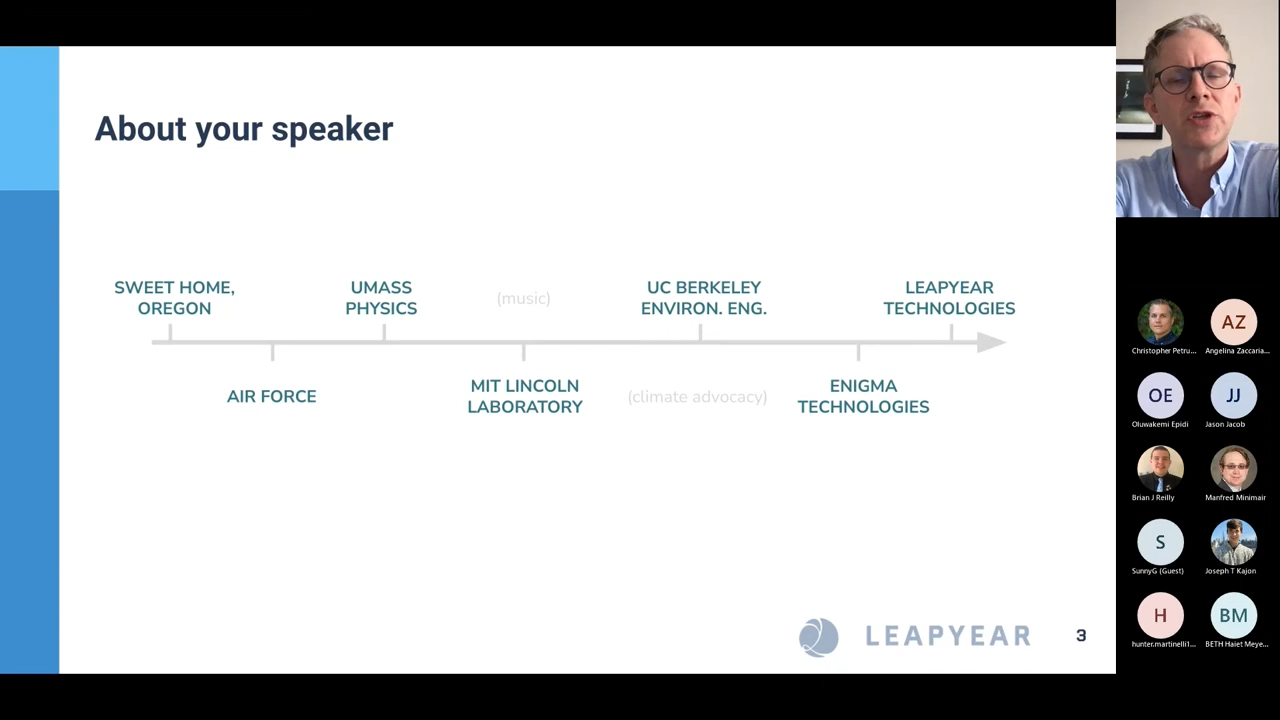 About your speaker
SWEET HOME,
OREGON
UMASS
PHYSICS
(music)
UC BERKELEY
ENVIRON. ENG.
LEAPYEAR
TECHNOLOGIES
AIR FORCE
MIT LINCOLN
LABORATORY
(climate advocacy)
ENIGMA
TECHNOLOGIES
LEAPYEAR
3
AZ
Christopher Petru...
Angelina Zaccaria...
OE
JJ
Oluwakemi Epidi
Jason Jacob
Brian J Reilly
Manfred Minimair
S
SunnyG (Guest)
Joseph T Kajon
H
BM
hunter.martinelli1...
BETH Haiet Meye...